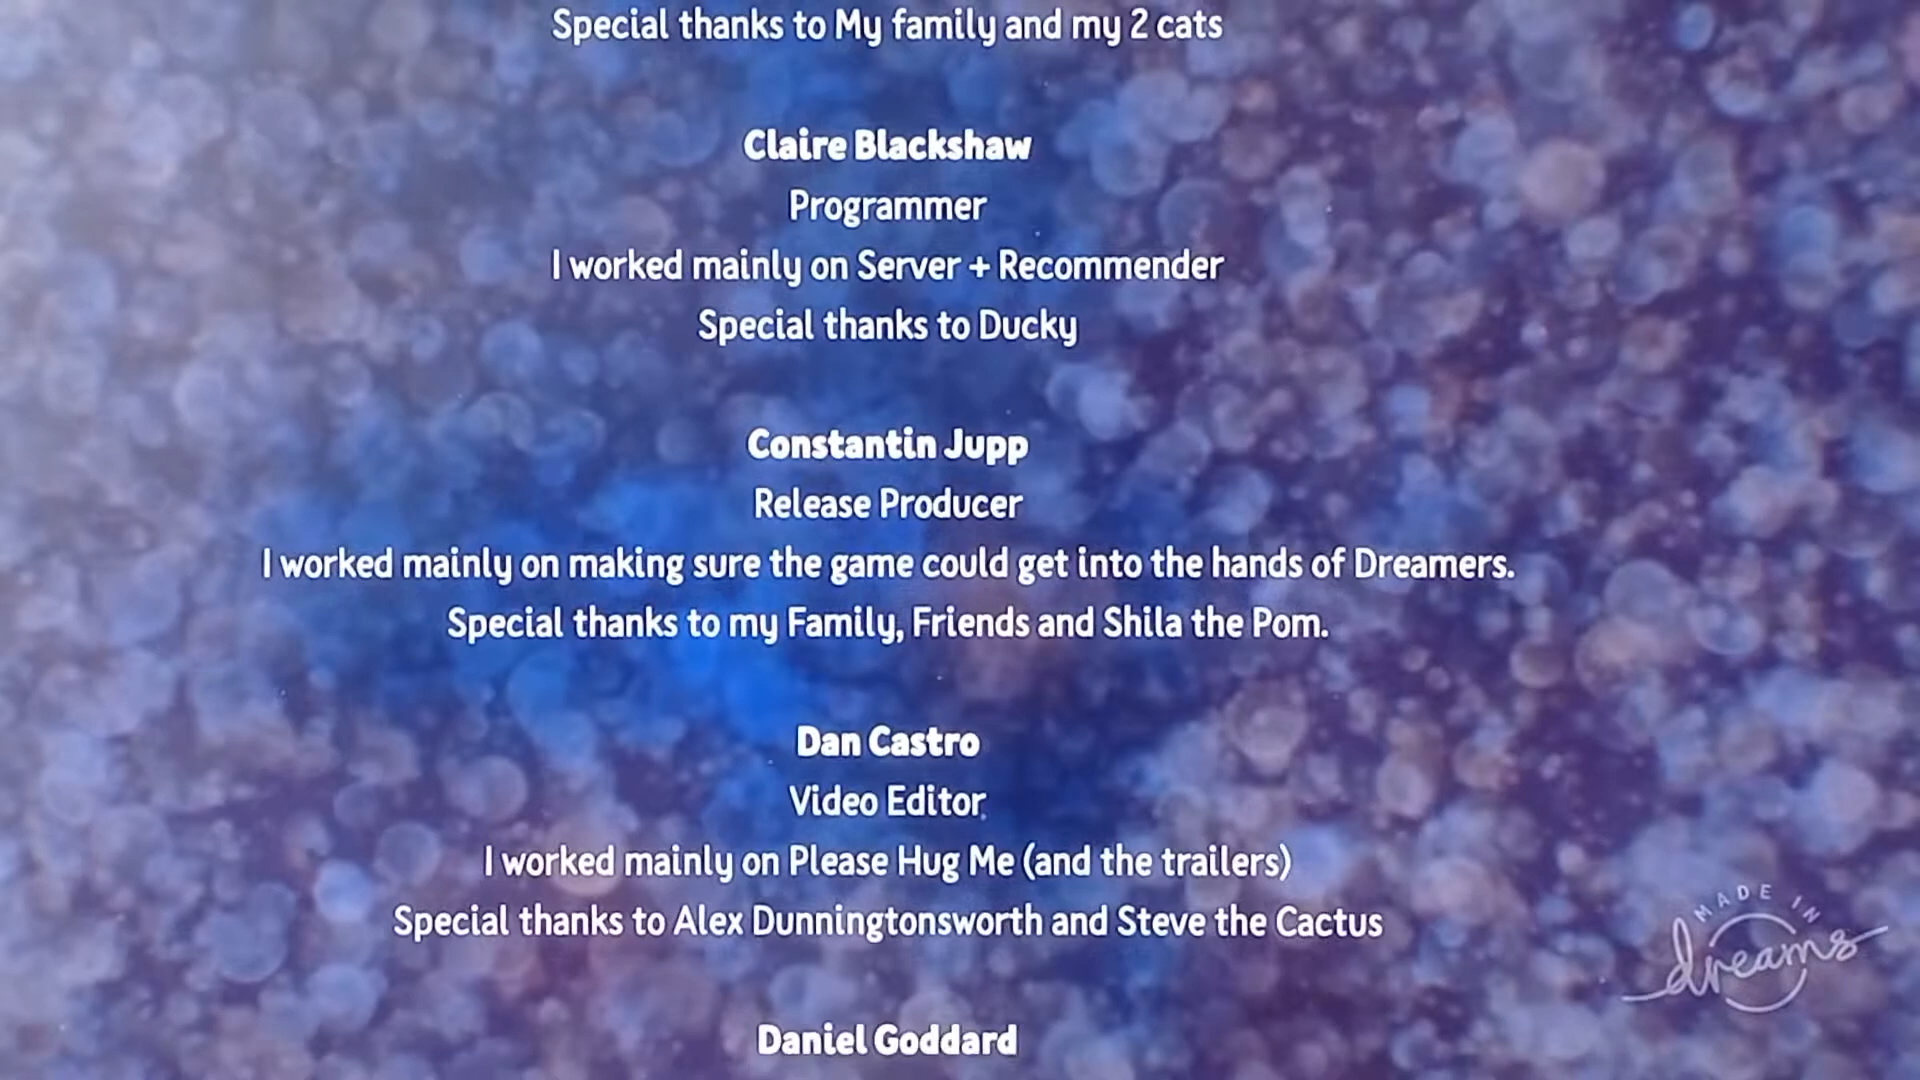 Special thanks to My family and my 2 cats
Claire Blackshaw
Programmer
I worked mainly on Server + Recommender
Special thanks to Ducky
Constantin Jupp
Release Producer
I worked mainly on making sure the game could get into the hands of Dreamers.
Special thanks to my Family, Friends and Shila the Pom.
Dan Castro
Video Editor
I worked mainly on Please Hug Me (and the trailers)
Special thanks to Alex Dunningtonsworth and Steve the Cactus
MADE IN
dreams
Daniel Goddard